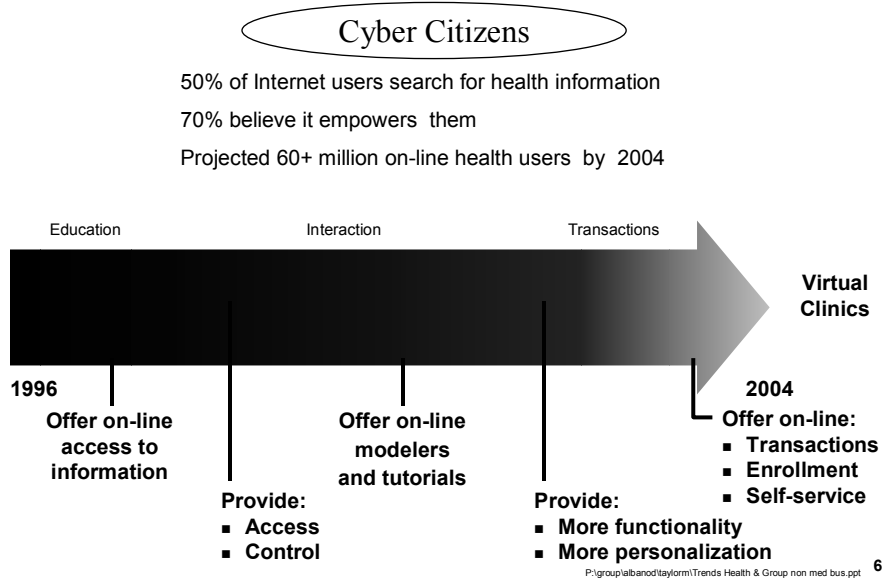 Cyber Citizens
50% of Internet users search for health information
70% believe it empowers them
Projected 60+ million on-line health users by 2004
Education
Interaction
Transactions
Virtual
Clinics
1996
2004
Offer on-line
access to
information
Provide:
■ Access
■ Control
Offer on-line
modelers
and tutorials
Provide:
■ More functionality
■ More personalization
Offer on-line:
■ Transactions
■ Enrollment
■ Self-service
P:\group\albanod\taylorm\Trends Health & Group non med bus.ppt
6